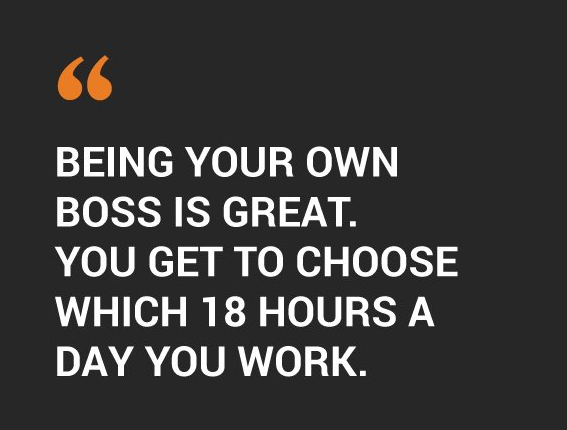 “
BEING YOUR OWN
BOSS IS GREAT.
YOU GET TO CHOOSE
WHICH 18 HOURS A
DAY YOU WORK.